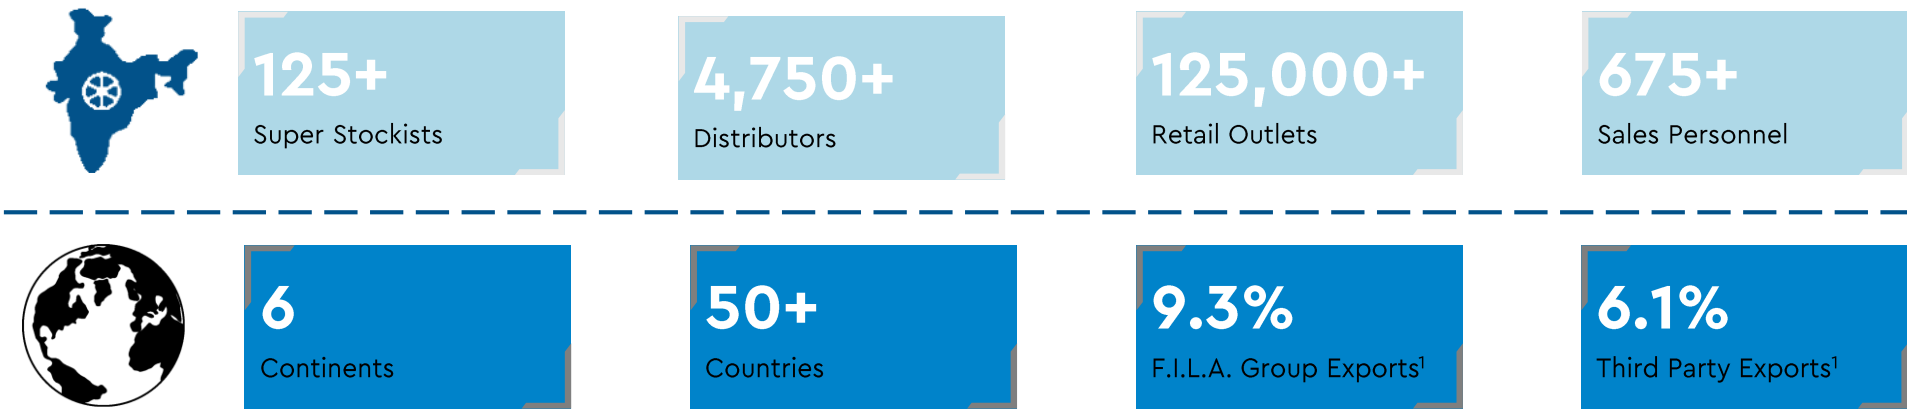 125+
Super Stockists
4,750+
Distributors
125,000+
Retail Outlets
675+
Sales Personnel
6
Continents
50+
Countries
9.3%
F.I.L.A. Group Exports¹
6.1%
Third Party Exports¹